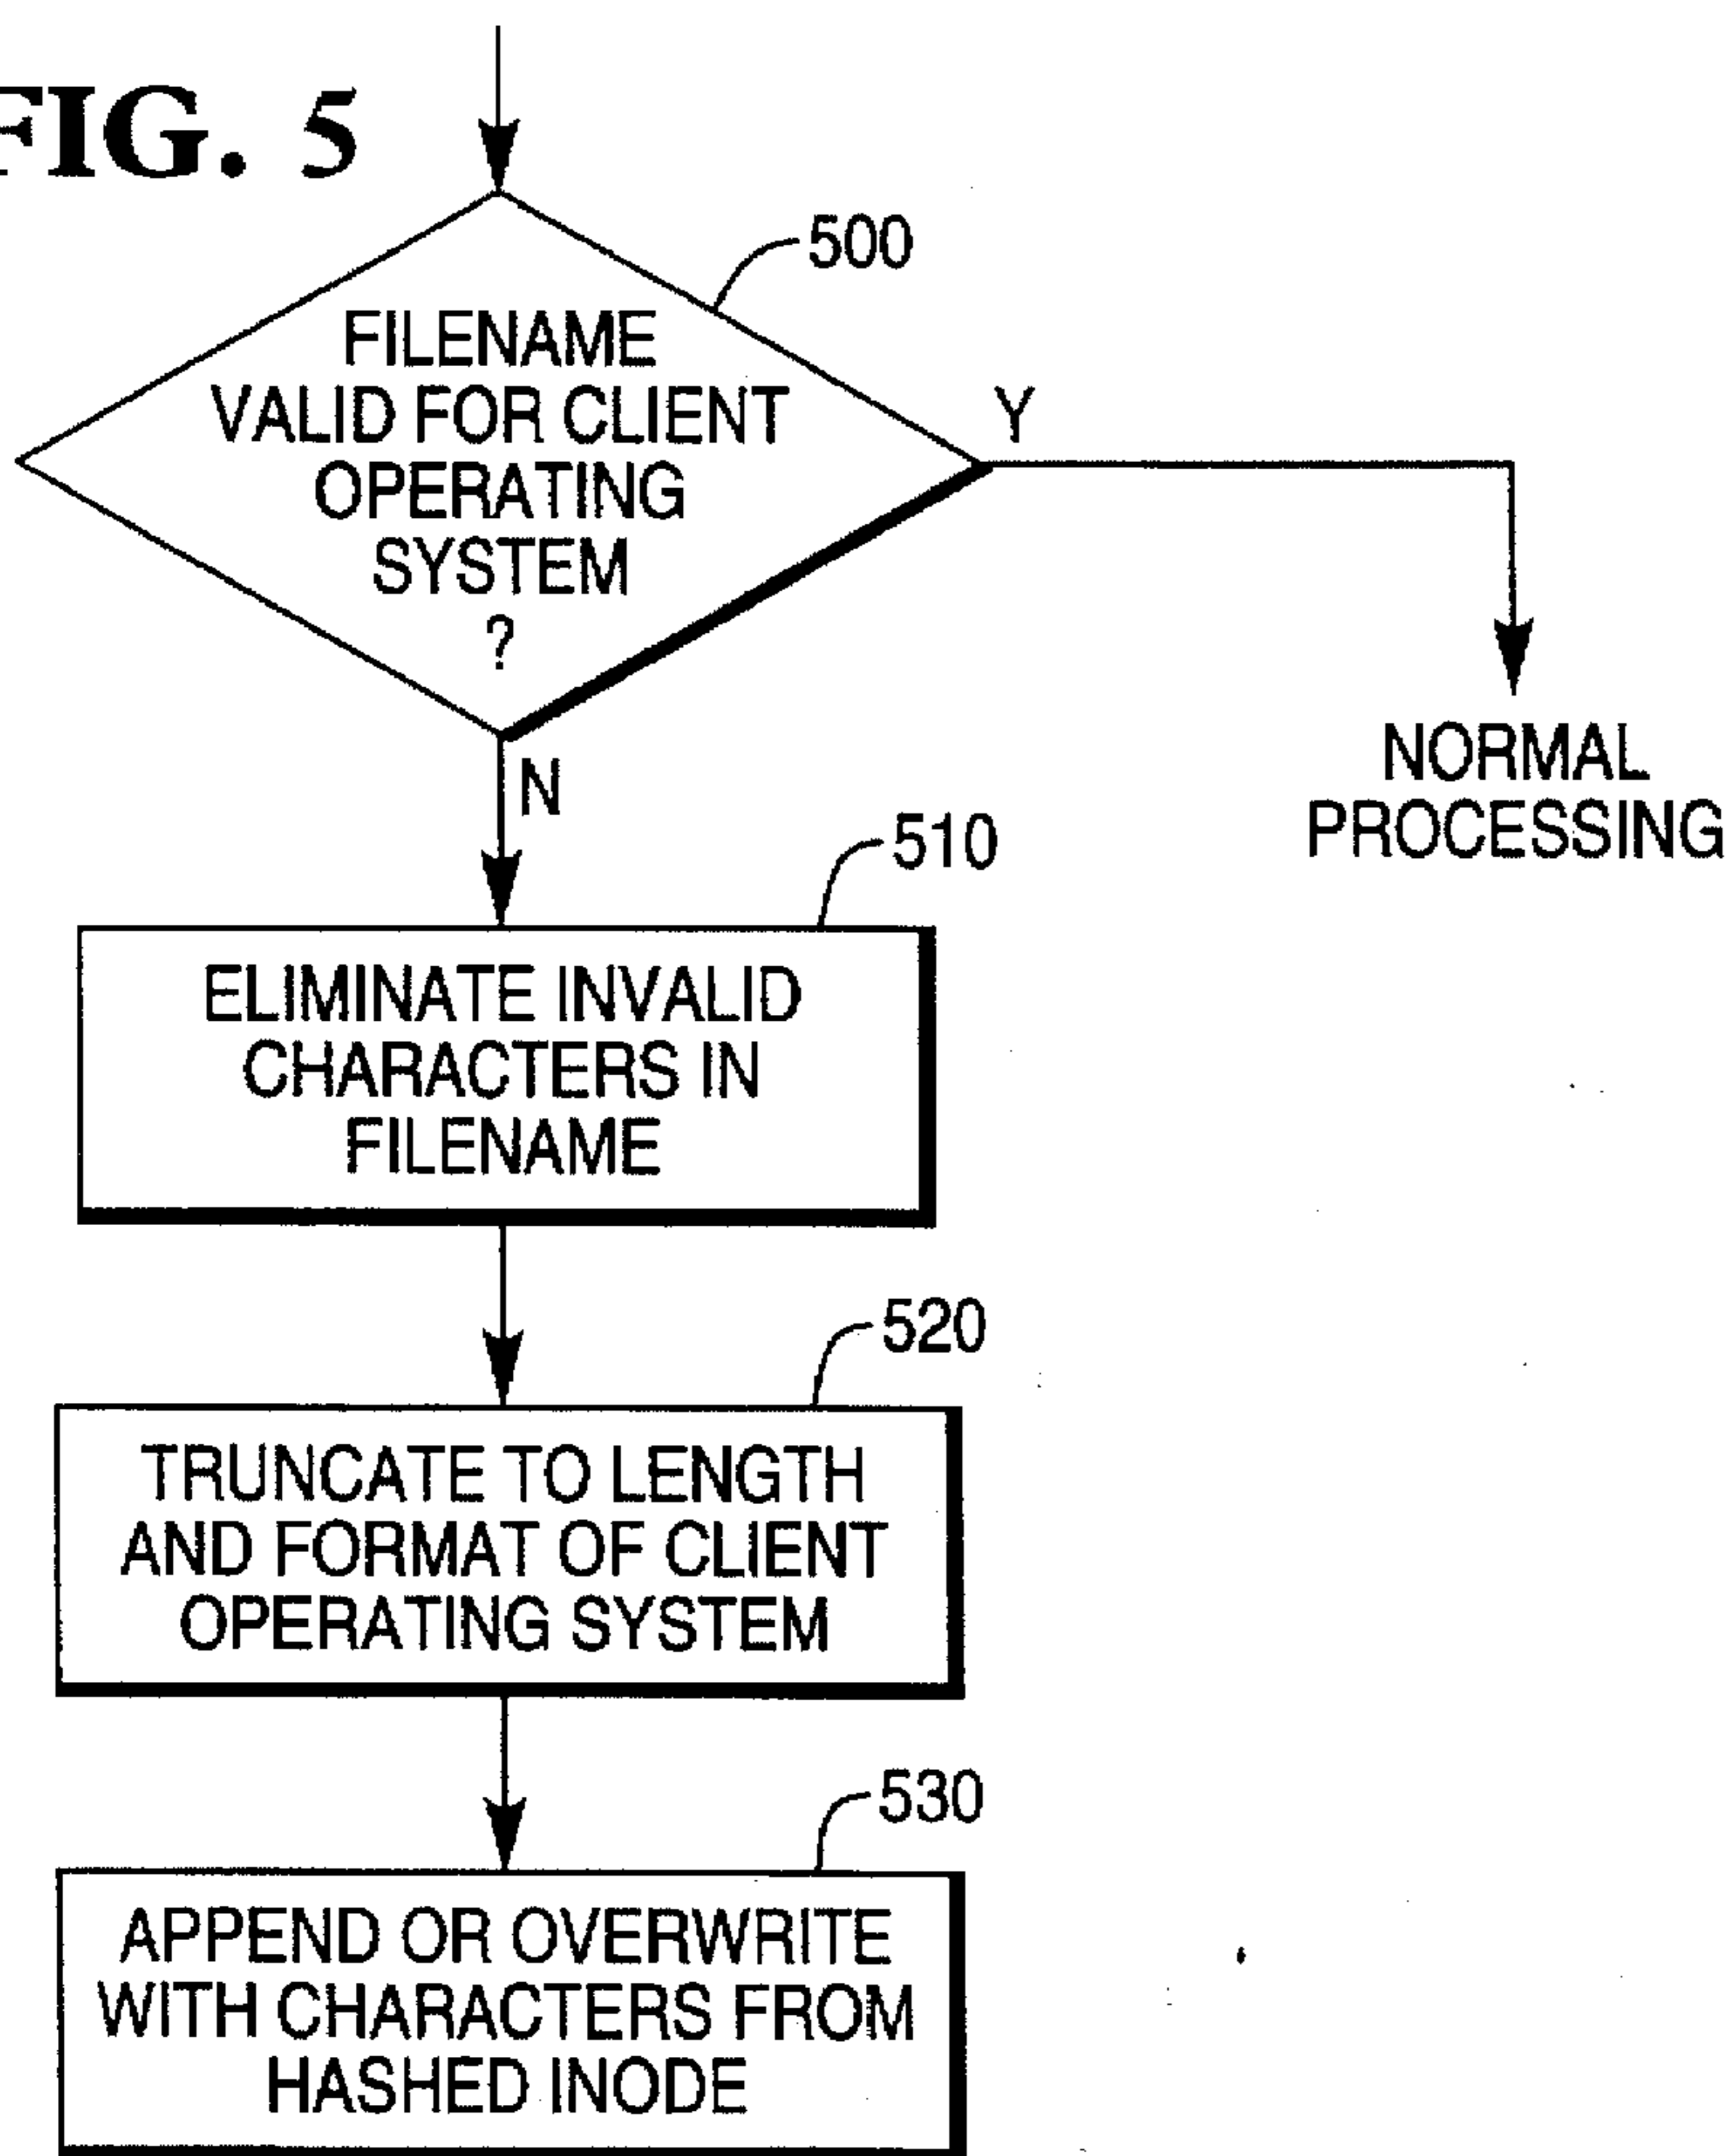 FIG. 5
500
FILENAME
VALID FOR CLIENT
OPERATING
SYSTEM
?
Y
NORMAL
PROCESSING
N
510
ELIMINATE INVALID
CHARACTERS IN
FILENAME
520
TRUNCATE TO LENGTH
AND FORMAT OF CLIENT
OPERATING SYSTEM
530
APPEND OR OVERWRITE
WITH CHARACTERS FROM
HASHED INODE